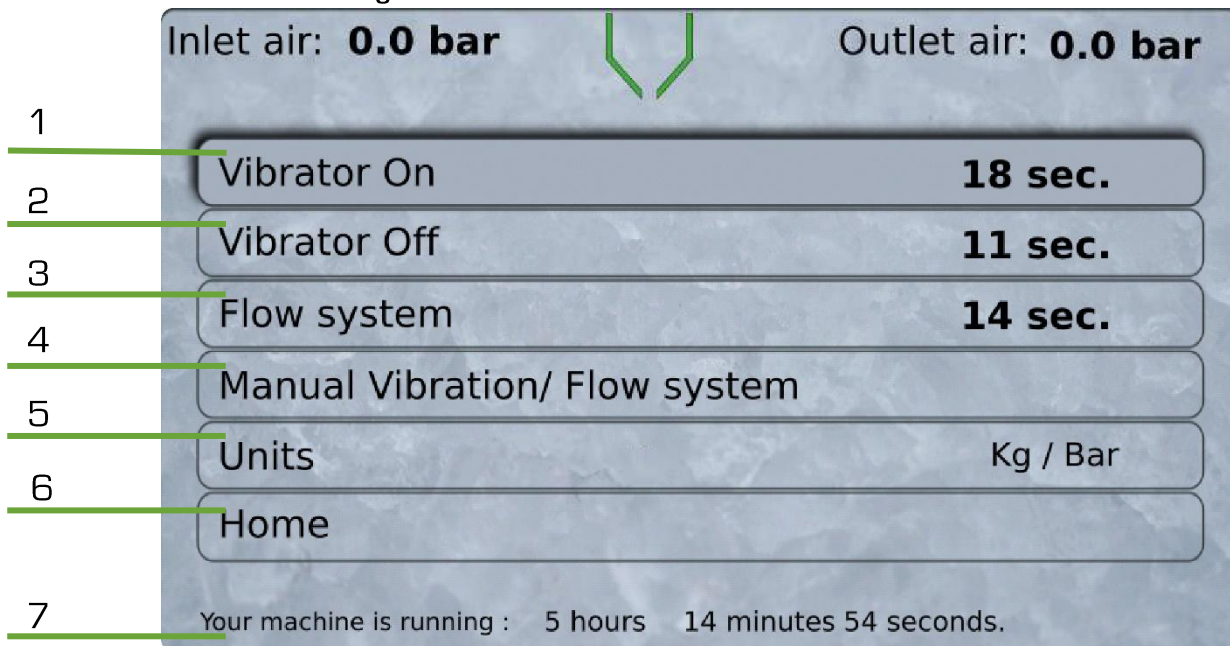 Inlet air: 0.0 bar Outlet air: 0.0 bar
1
Vibrator On 18 sec.
2
Vibrator Off 11 sec.
3
Flow system 14 sec.
4
Manual Vibration/ Flow system
5
Units Kg / Bar
6
Home
7
Your machine is running : 5 hours 14 minutes 54 seconds.